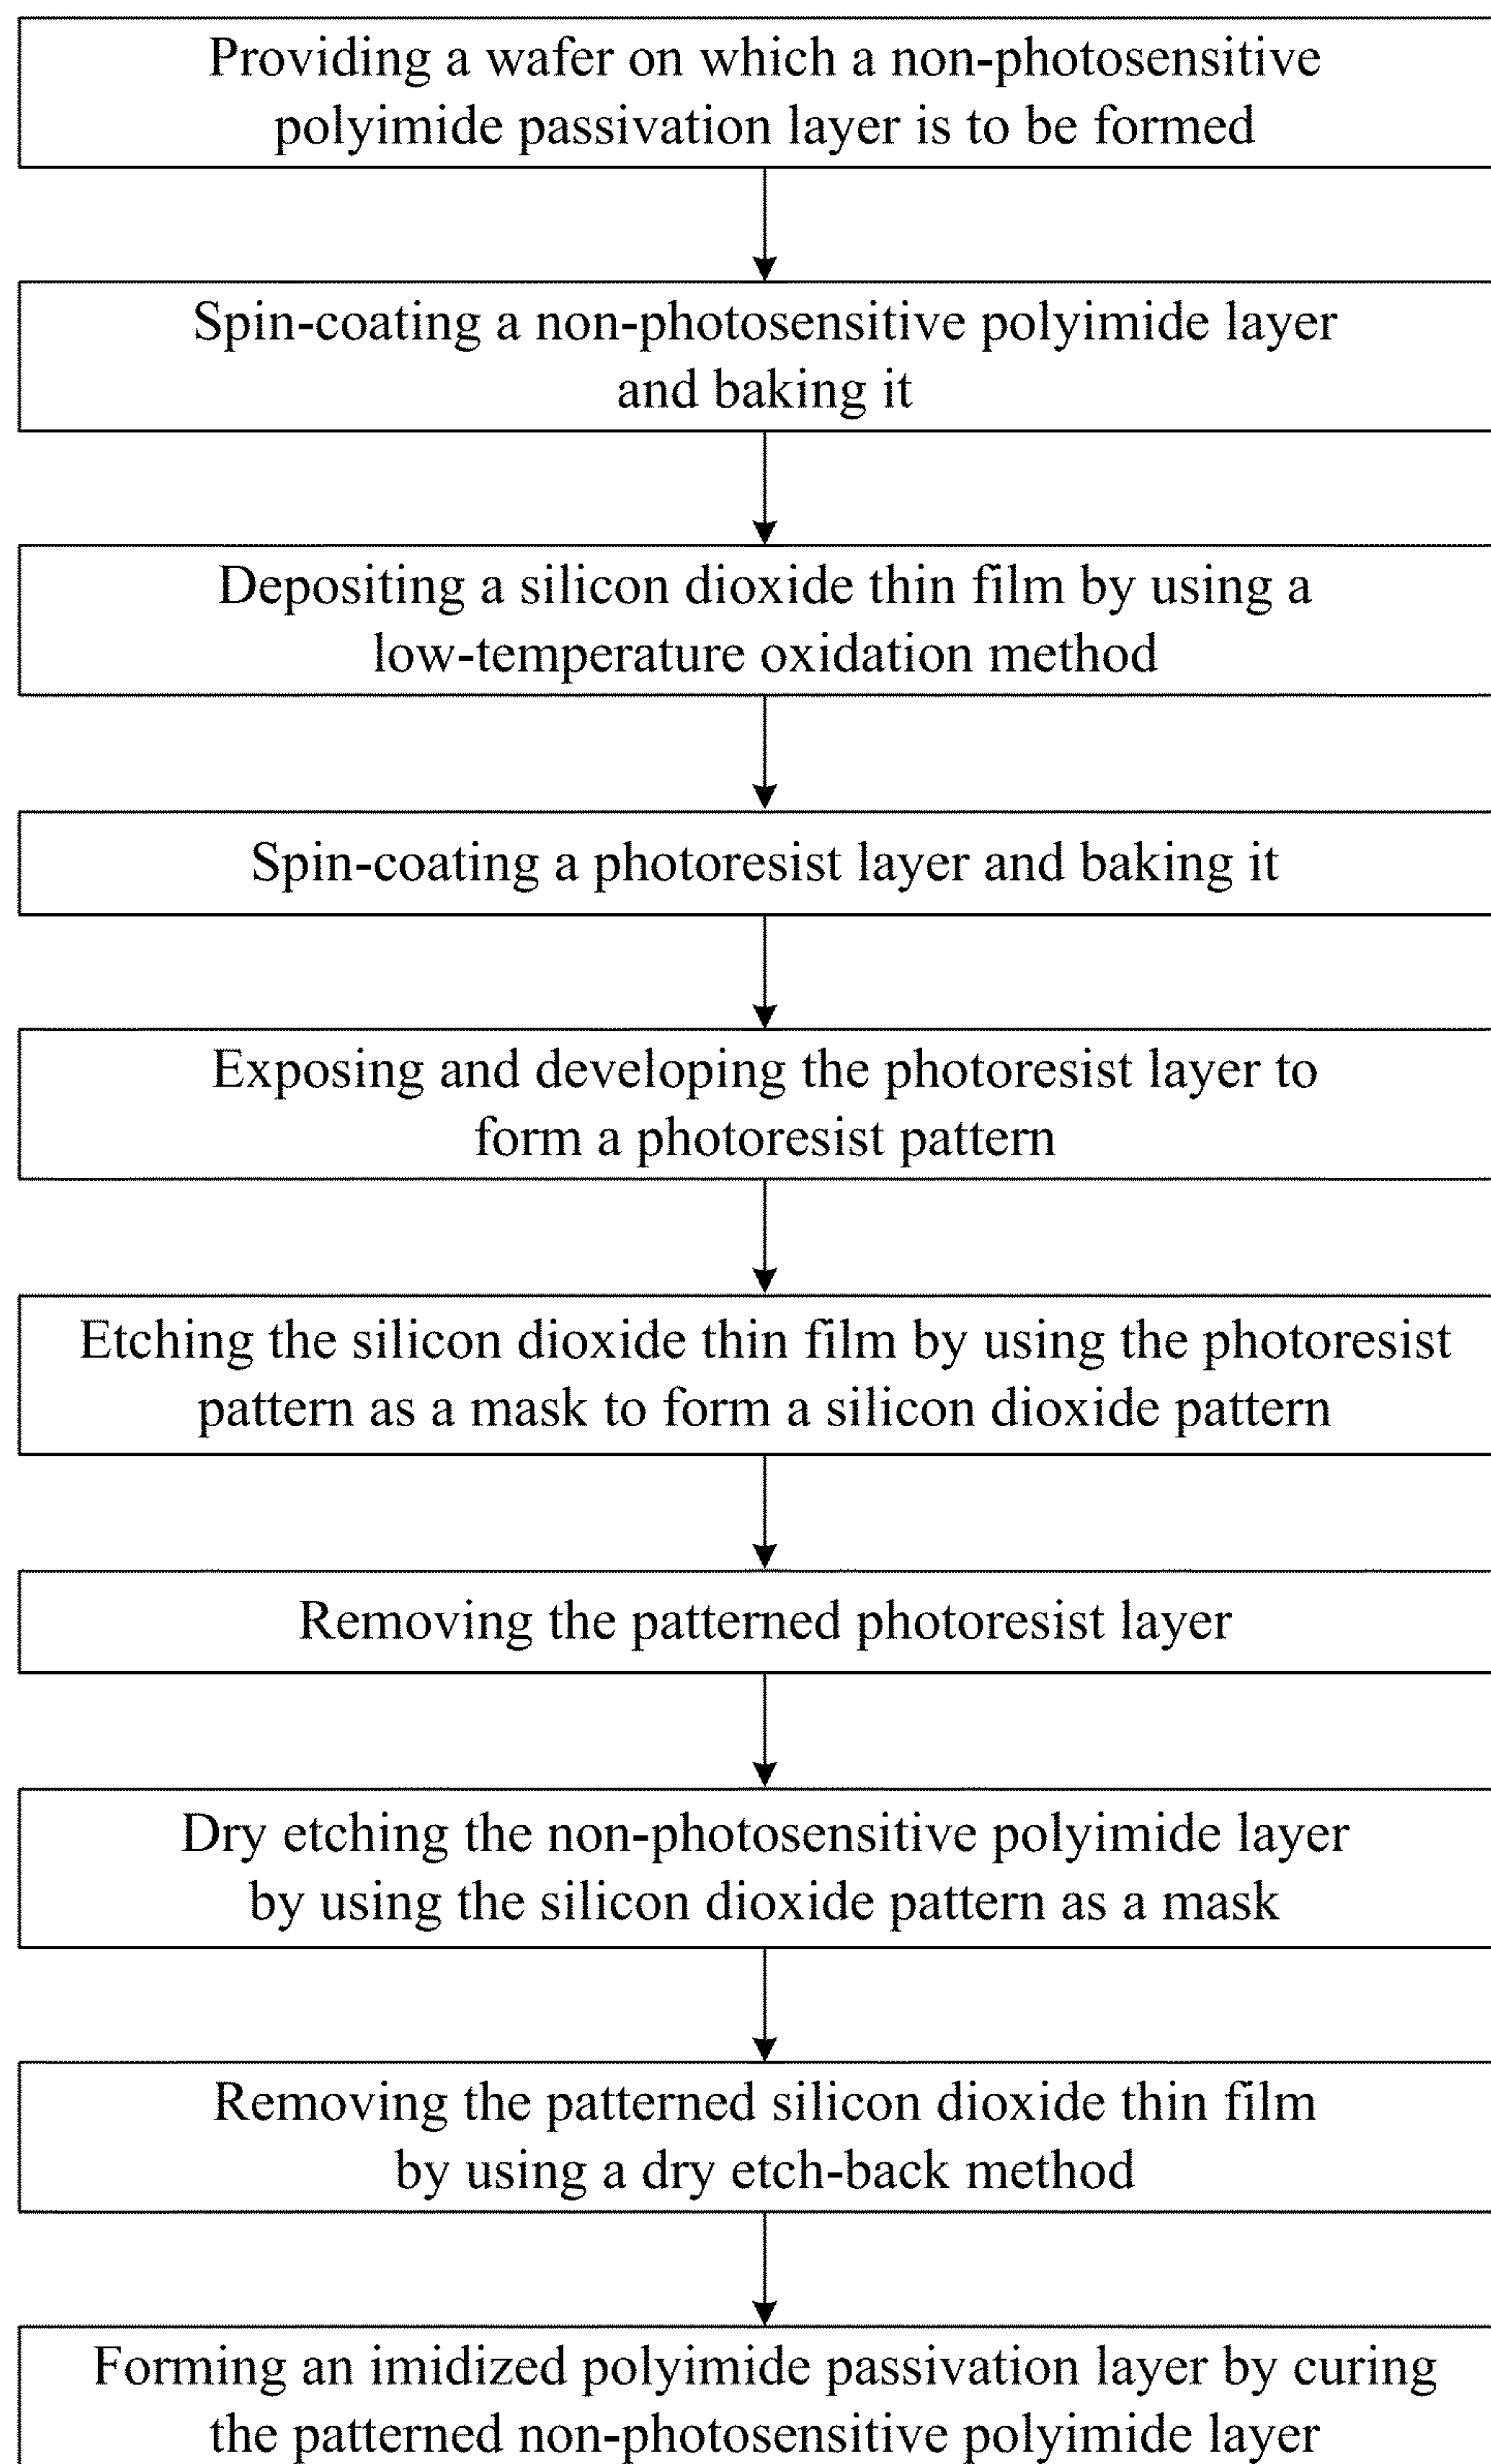 Providing a wafer on which a non-photosensitive
polyimide passivation layer is to be formed
Spin-coating a non-photosensitive polyimide layer
and baking it
Depositing a silicon dioxide thin film by using a
low-temperature oxidation method
Spin-coating a photoresist layer and baking it
Exposing and developing the photoresist layer to
form a photoresist pattern
Etching the silicon dioxide thin film by using the photoresist
pattern as a mask to form a silicon dioxide pattern
Removing the patterned photoresist layer
Dry etching the non-photosensitive polyimide layer
by using the silicon dioxide pattern as a mask
Removing the patterned silicon dioxide thin film
by using a dry etch-back method
Forming an imidized polyimide passivation layer by curing
the patterned non-photosensitive polyimide layer